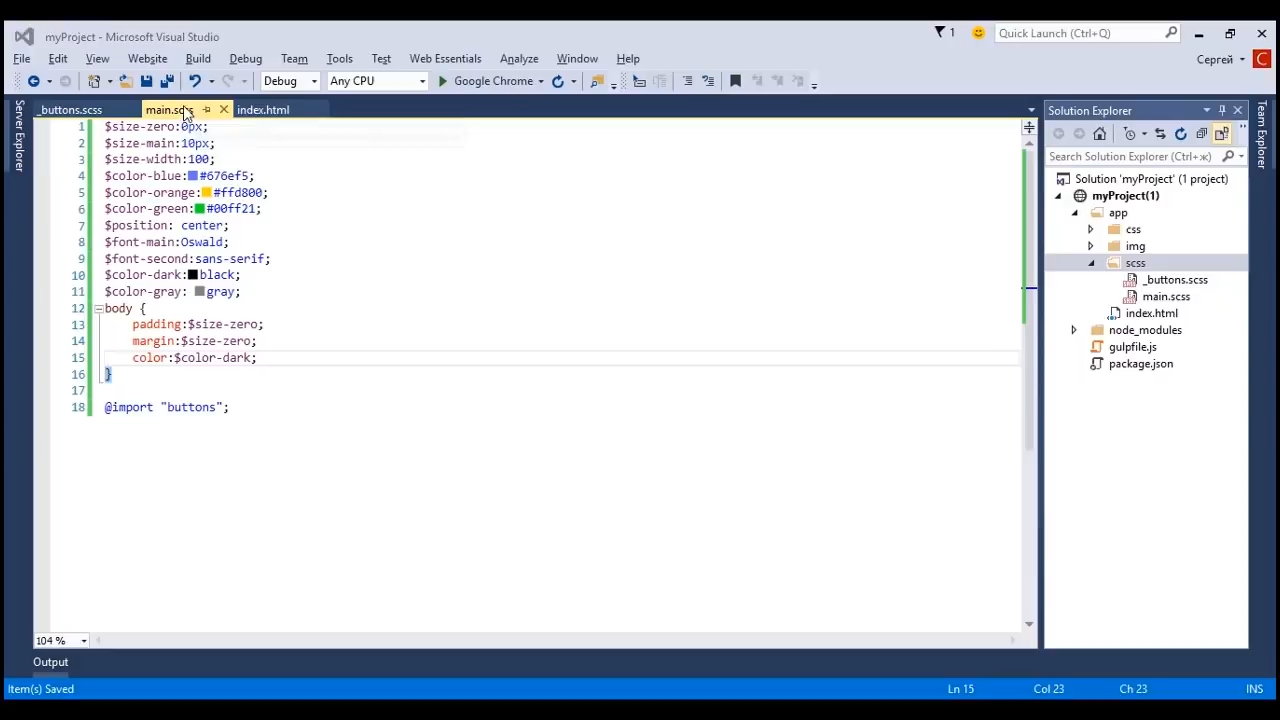 myProject - Microsoft Visual Studio
1
Quick Launch (Ctrl+Q)
File Edit View Website Build Debug Team Tools Test Web Essentials Analyze Window Help
Сергей
C
Debug Any CPU Google Chrome
Server Explorer
_buttons.scss main.scss index.html
1 $size-zero:0px;
2 $size-main:10px;
3 $size-width:100;
4 $color-blue:#676ef5;
5 $color-orange:#ffd800;
6 $color-green:#00ff21;
7 $position: center;
8 $font-main:Oswald;
9 $font-second:sans-serif;
10 $color-dark:black;
11 $color-gray: gray;
12 body {
13 padding:$size-zero;
14 margin:$size-zero;
15 color:$color-dark;
16 }
17
18 @import "buttons";
104 %
Solution Explorer
Search Solution Explorer (Ctrl+ж)
Solution 'myProject' (1 project)
myProject(1)
app
css
img
scss
_buttons.scss
main.scss
index.html
node_modules
gulpfile.js
package.json
Team Explorer
Output
Item(s) Saved Ln 15 Col 23 Ch 23 INS